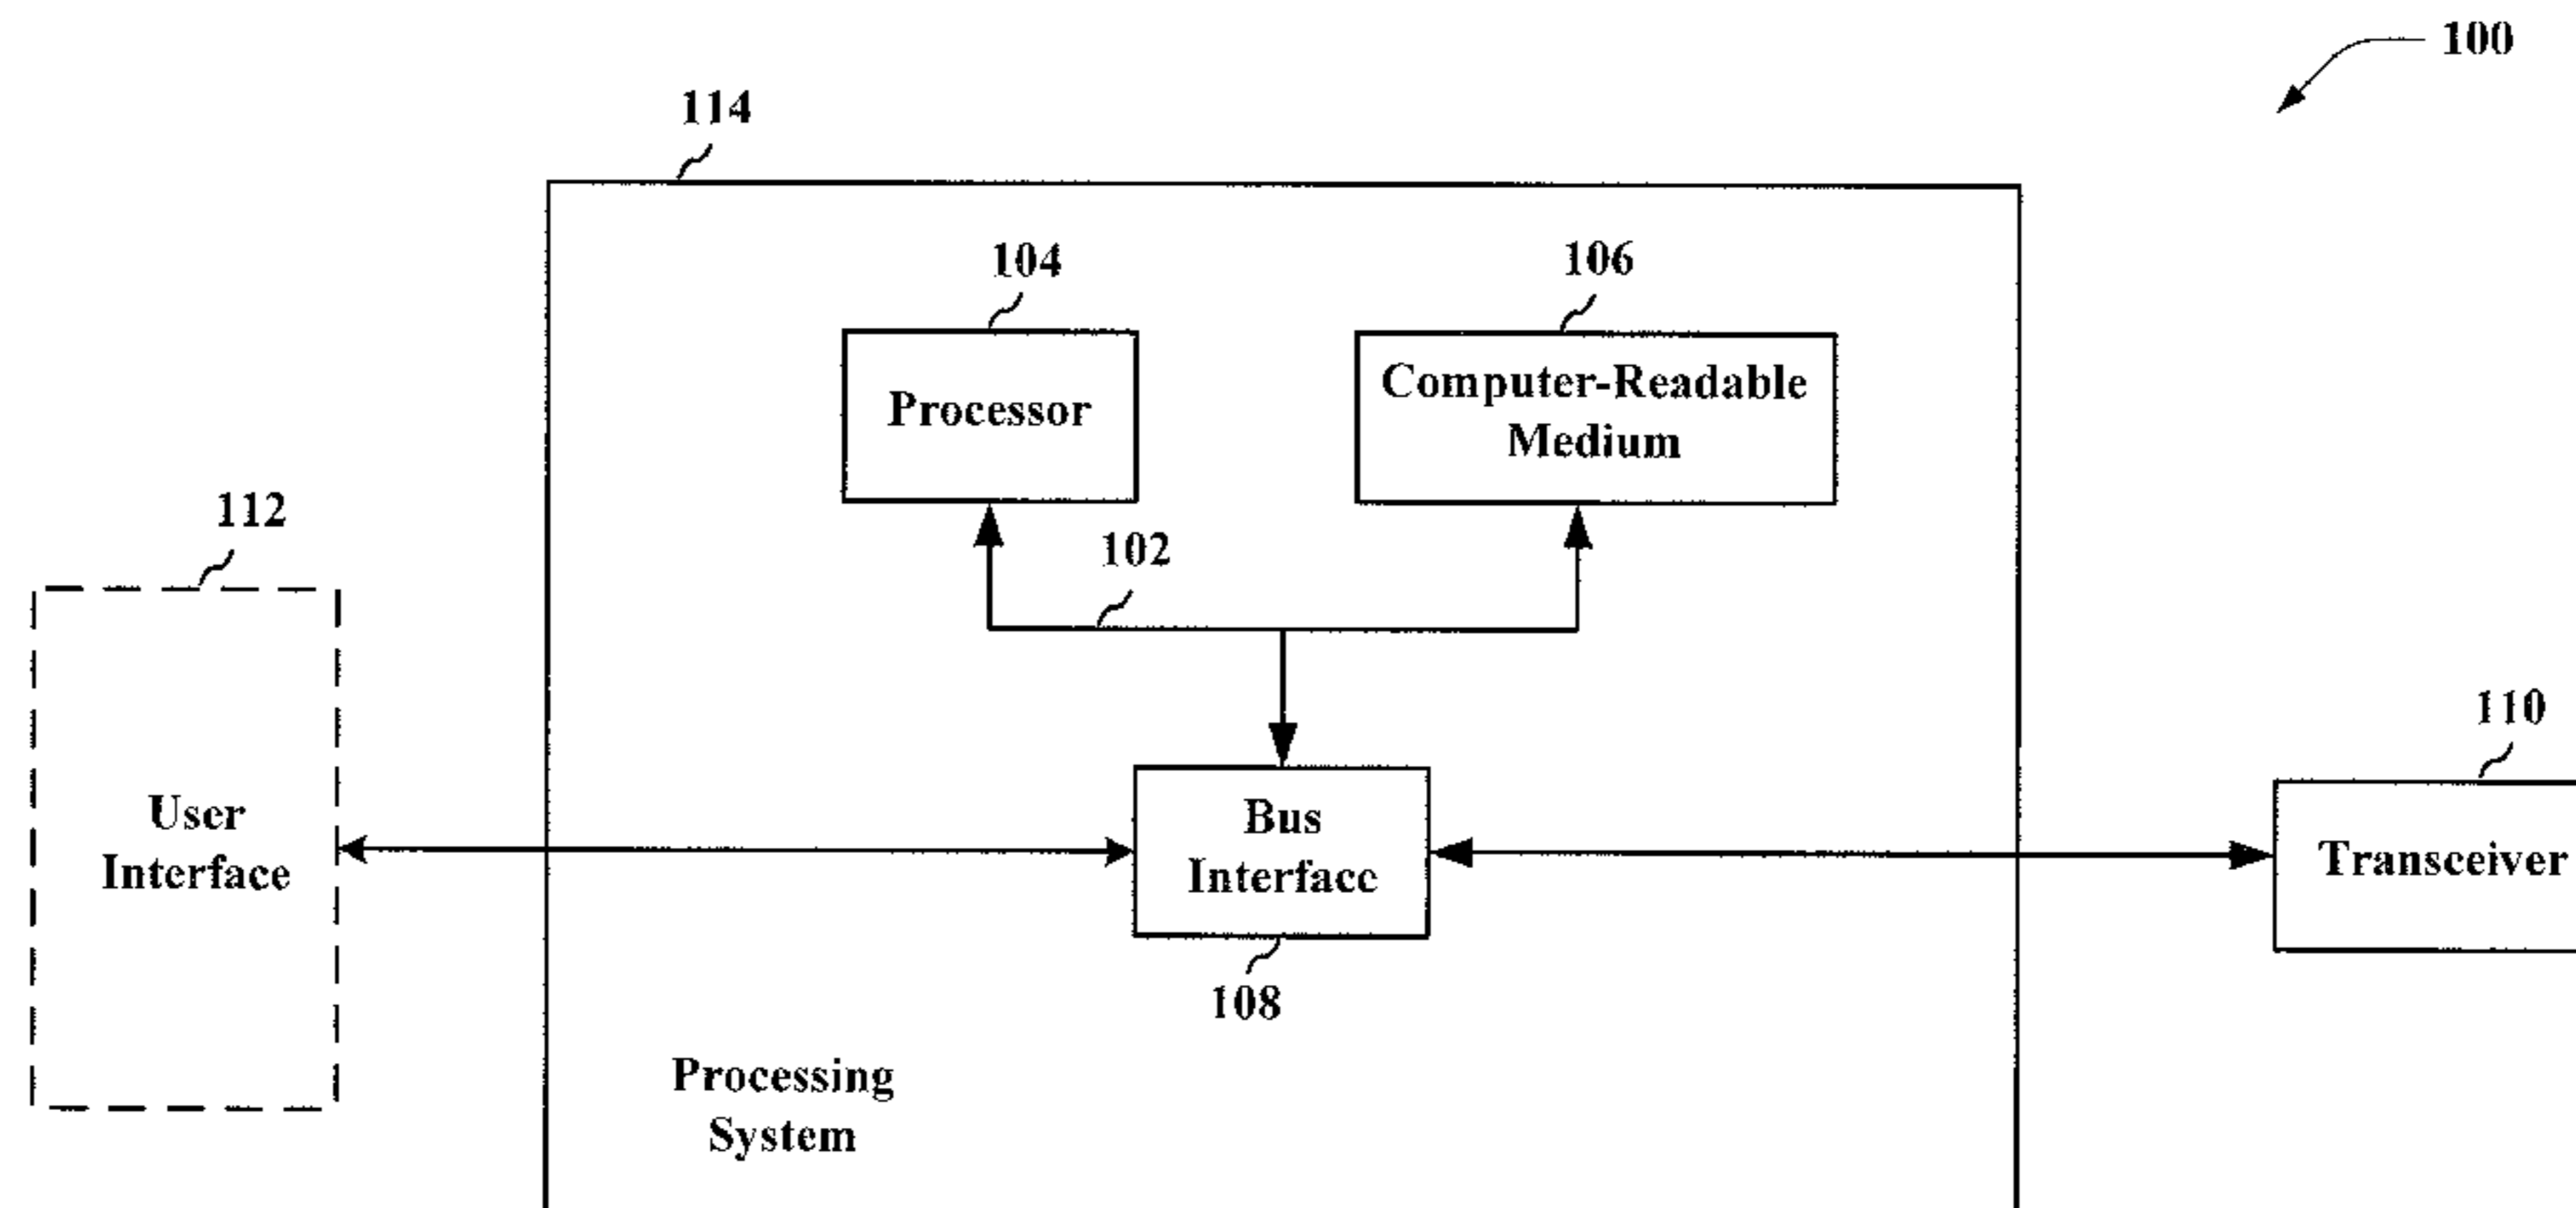 100
114
104
106
Processor
Computer-Readable
Medium
112
102
110
User
Interface
Bus
Interface
Transceiver
108
Processing
System